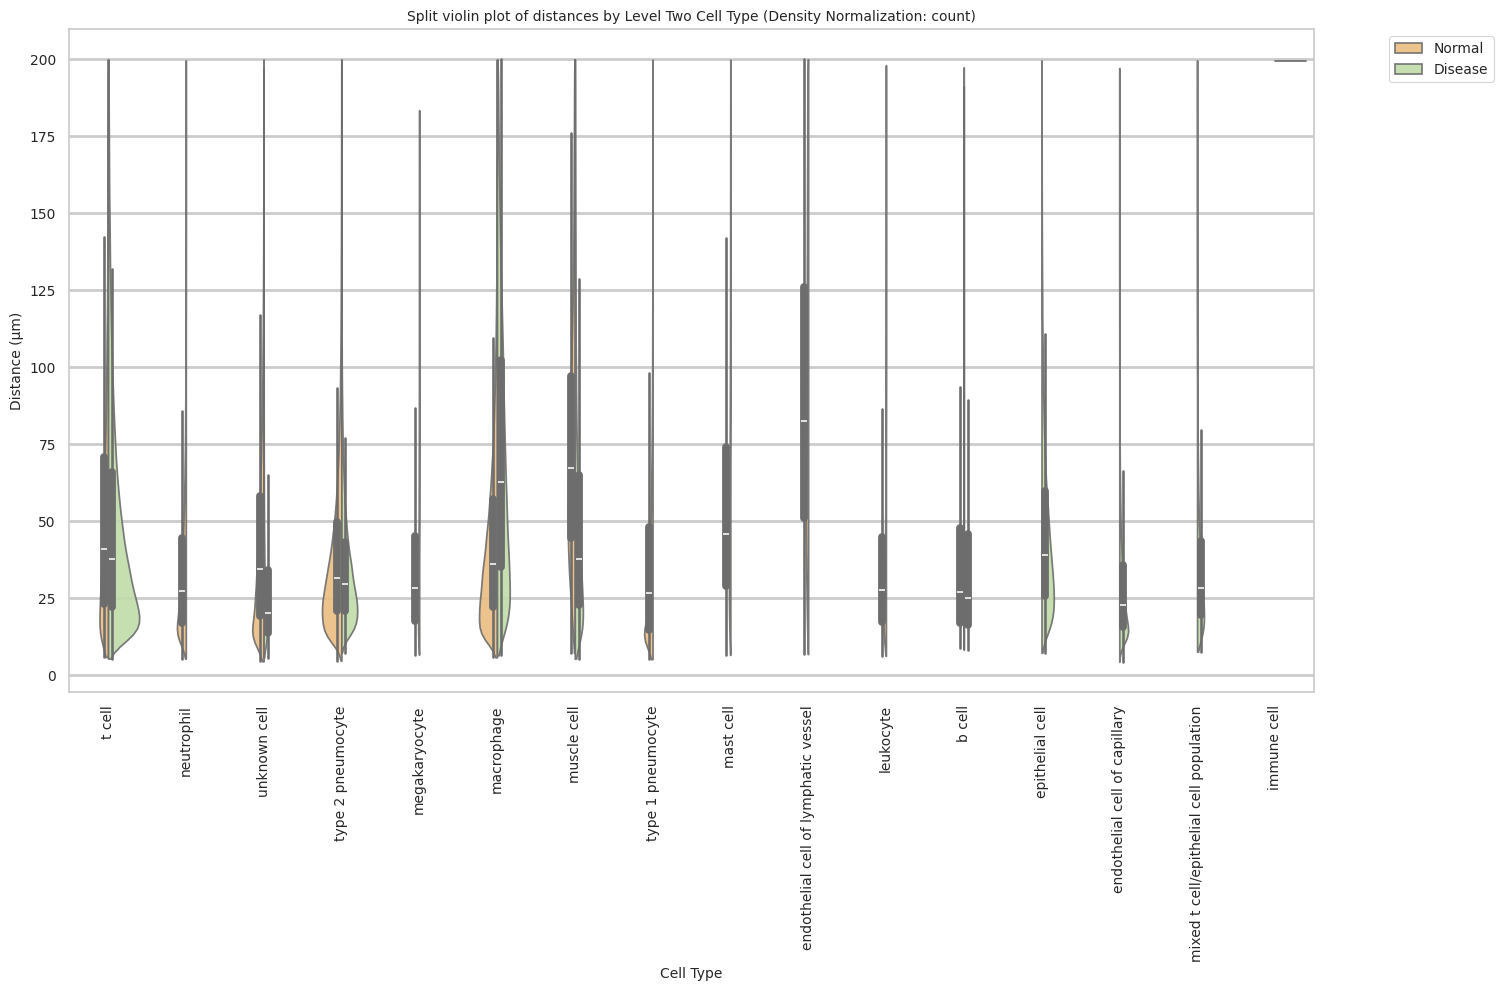 Split violin plot of distances by Level Two Cell Type (Density Normalization: count)
Normal
Disease
Distance (μm)
200
175
150
125
100
75
50
25
0
t cell
neutrophil
unknown cell
type 2 pneumocyte
megakaryocyte
macrophage
muscle cell
type 1 pneumocyte
mast cell
endothelial cell of lymphatic vessel
leukocyte
b cell
epithelial cell
endothelial cell of capillary
mixed t cell/epithelial cell population
immune cell
Cell Type